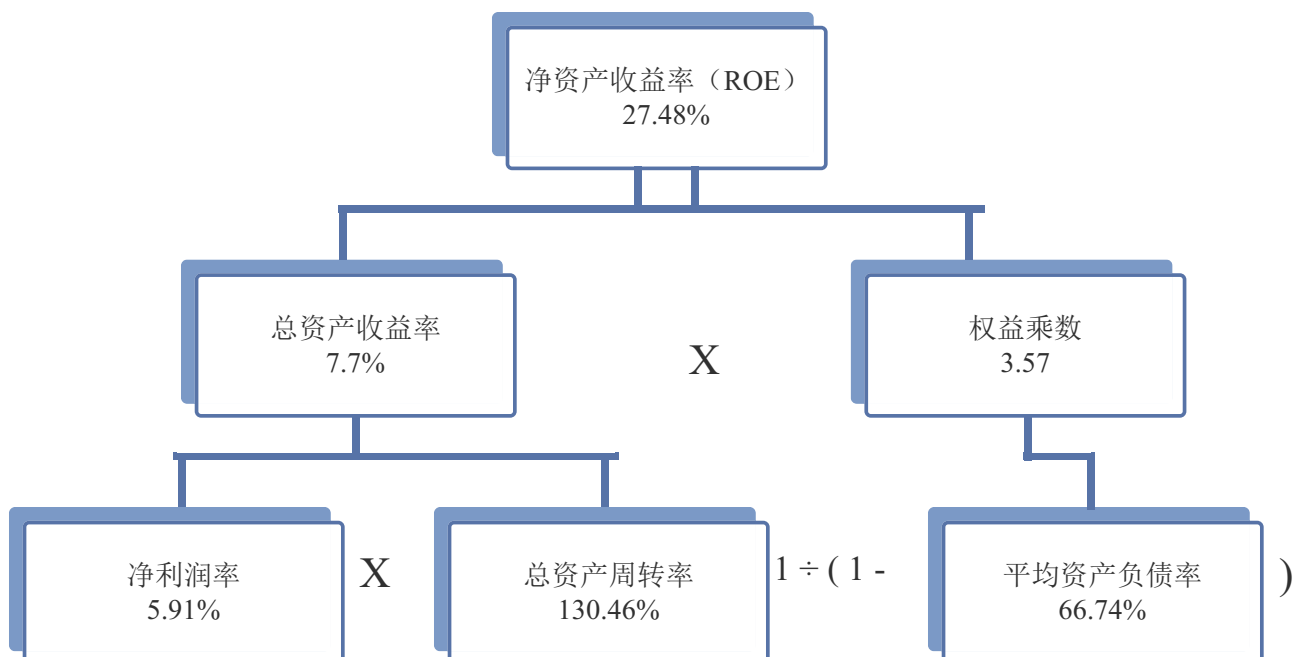 净资产收益率（ROE）
27.48%
总资产收益率
7.7%
X
权益乘数
3.57
净利润率
5.91%
X
总资产周转率
130.46%
1 ÷ ( 1 -
平均资产负债率
66.74%
)